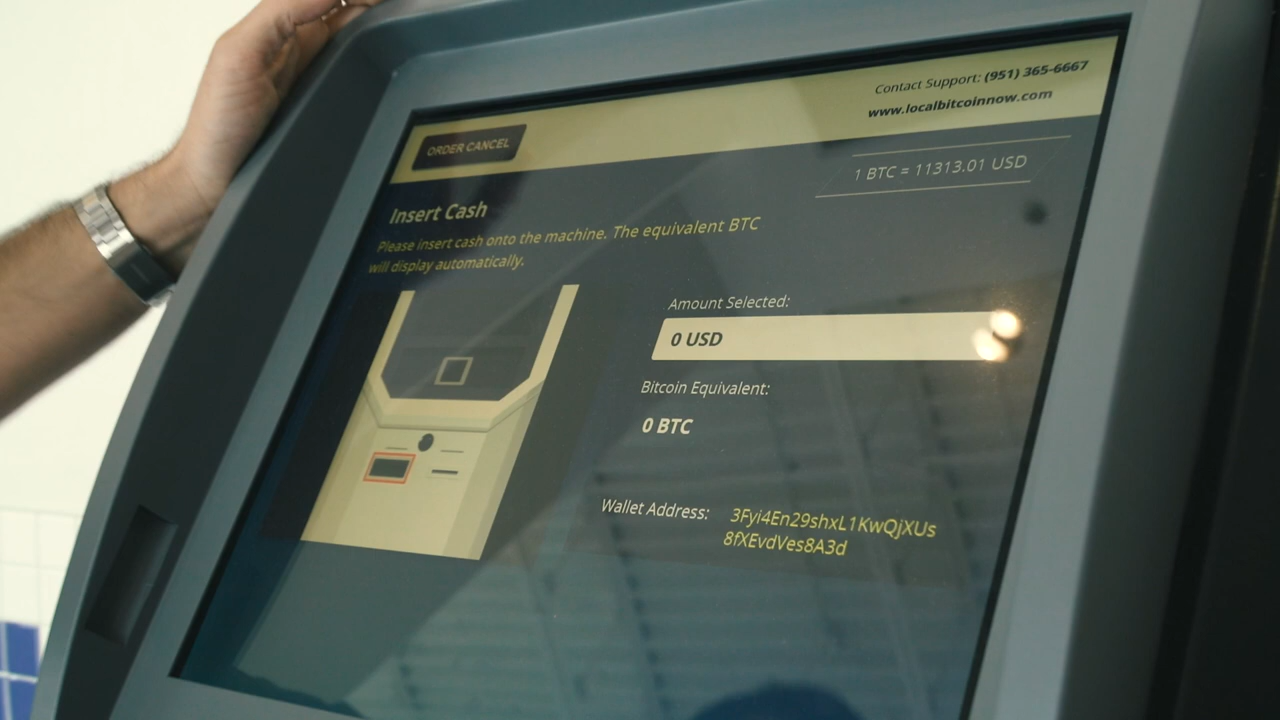 Contact Support: (951) 365-6667
www.localbitcoinnow.com
ORDER CANCEL
1 BTC = 11313.01 USD
Insert Cash
Please insert cash onto the machine. The equivalent BTC
will display automatically.
Amount Selected:
0 USD
Bitcoin Equivalent:
0 BTC
Wallet Address: 3Fyi4En29shxL1KwQjXUs
8fXEvdVes8A3d